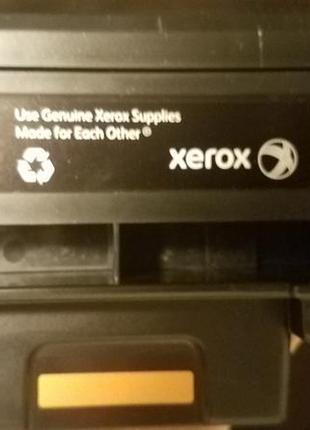 Use Genuine Xerox Supplies
Made for Each Other®
xerox